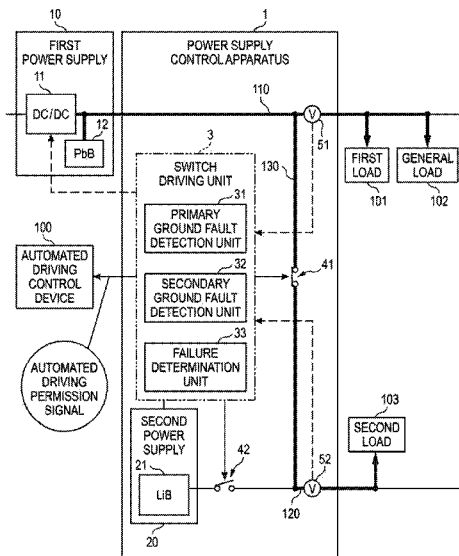 10
1
FIRST
POWER SUPPLY
POWER SUPPLY
CONTROL APPARATUS
11
DC/DC
12
PbB
110
V
51
3
SWITCH
DRIVING UNIT
130
FIRST
LOAD
101
GENERAL
LOAD
102
31
PRIMARY
GROUND FAULT
DETECTION UNIT
100
AUTOMATED
DRIVING CONTROL
DEVICE
32
SECONDARY
GROUND FAULT
DETECTION UNIT
41
33
FAILURE
DETERMINATION
UNIT
AUTOMATED
DRIVING
PERMISSION
SIGNAL
SECOND
POWER
SUPPLY
103
SECOND
LOAD
21
LiB
42
52
V
120
20